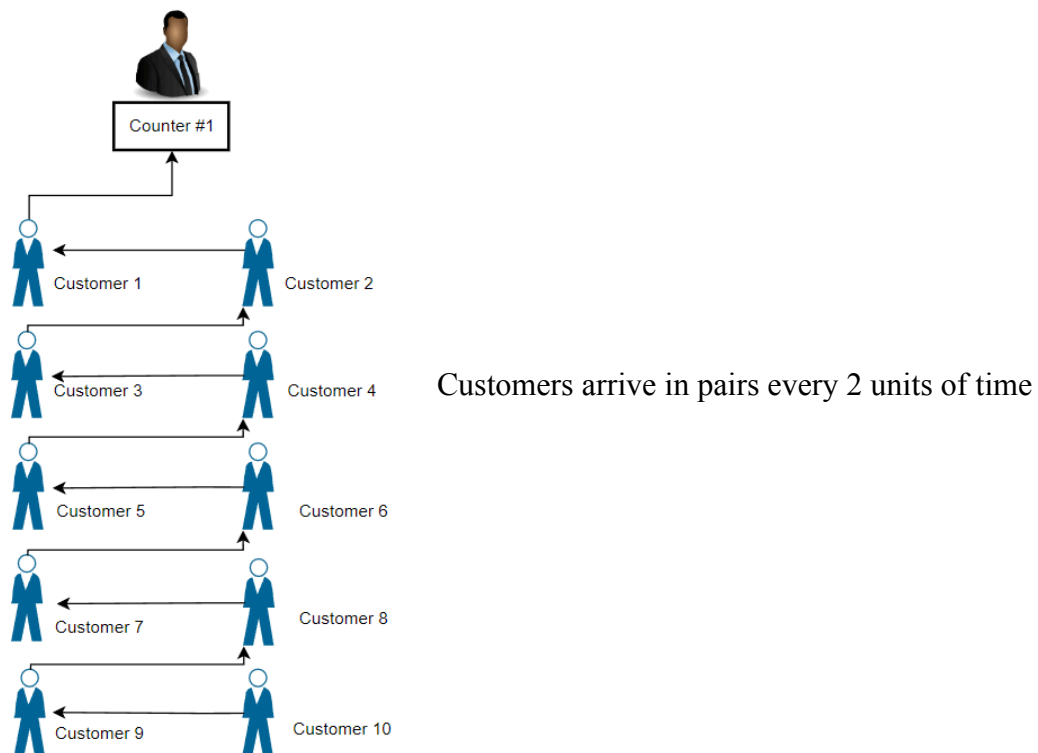 Counter #1
Customer 1
Customer 2
Customer 3
Customer 4
Customers arrive in pairs every 2 units of time
Customer 5
Customer 6
Customer 7
Customer 8
Customer 9
Customer 10